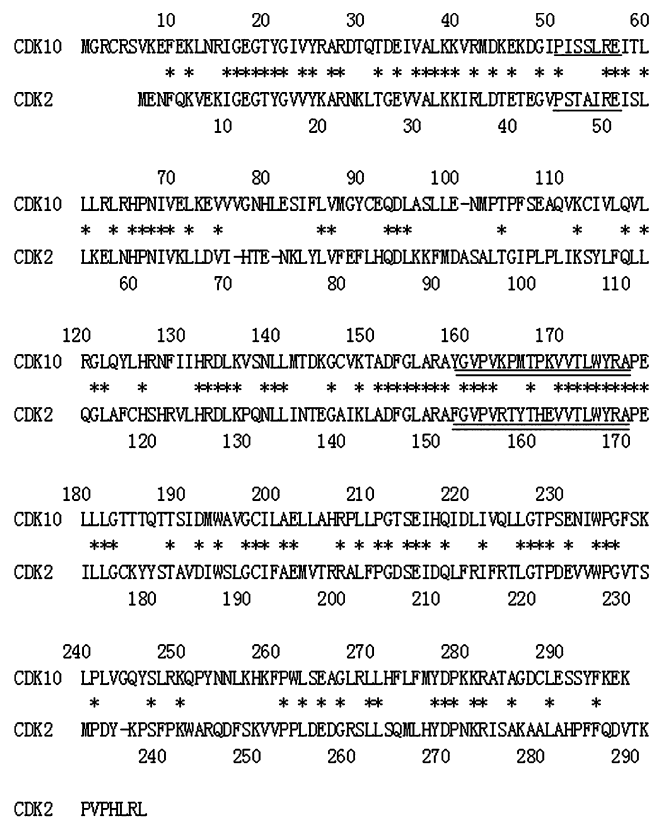 10 20 30 40 50 60
CDK10 MGRCRSVKEFEKLNRIGEGTYGIVYRARDTQTDEIVALKKVRMDKEKDGIPISSLREITL
* * ******* ** ** * * ***** * * * * * *** *
CDK2 MENFQKVEKIGEGTYGVVYKARNKLTGEVVALKKIRLDTETEGVPSTAIREISL
10 20 30 40 50
70 80 90 100 110
CDK10 LLRLRHPNIVELKEVVVGNHLESIFLVMGYCEQDLASLLE-NMPTPFSEAQVKCIVLQVL
* * ***** * * ** *** * * * *
CDK2 LKELNHPNIVKLLDVI-HTE-NKLYLVFEFLHQDLKKFMDASALTGIPLPLIKSYLFQLL
60 70 80 90 100 110
120 130 140 150 160 170
CDK10 RGLQYLHRNFIIHRDLKVSNLLMTDKGCVKTADFGLARAYGVPVKPMTPKVVTLWYRAPE
** * ***** *** * * ******** **** * **********
CDK2 QGLAFCHSHRVLHRDLKPQNLLINTEGAIKLADFGLARAFGVPVRTYTHEVVTLWYRAPE
120 130 140 150 160 170
180 190 200 210 220 230
CDK10 LLLGTTTQTTSIDMWAVGCILAELLAHRPLLPGTSEIHQIDLIVQLLGTPSENIWPGFSK
*** * * * *** ** * * ** *** * * **** * ***
CDK2 ILLGCKYYSTAVDIWSLGCIFAEMVTRRALFPGDSEIDQLFRIFRTLGTPDEVVWPGVTS
180 190 200 210 220 230
240 250 260 270 280 290
CDK10 LPLVGQYSLRKQPYNNLKHKFPWLSEAGLRLLHFLFMYDPKKRATAGDCLESSYFKEK
* * * * * * * ** *** ** * * *
CDK2 MPDY-KPSFPKWARQDFSKVVPPLDEDGRSLLSQMLHYDPNKRISAKAALAHPFFQDVTK
240 250 260 270 280 290
CDK2 PVPHLRL